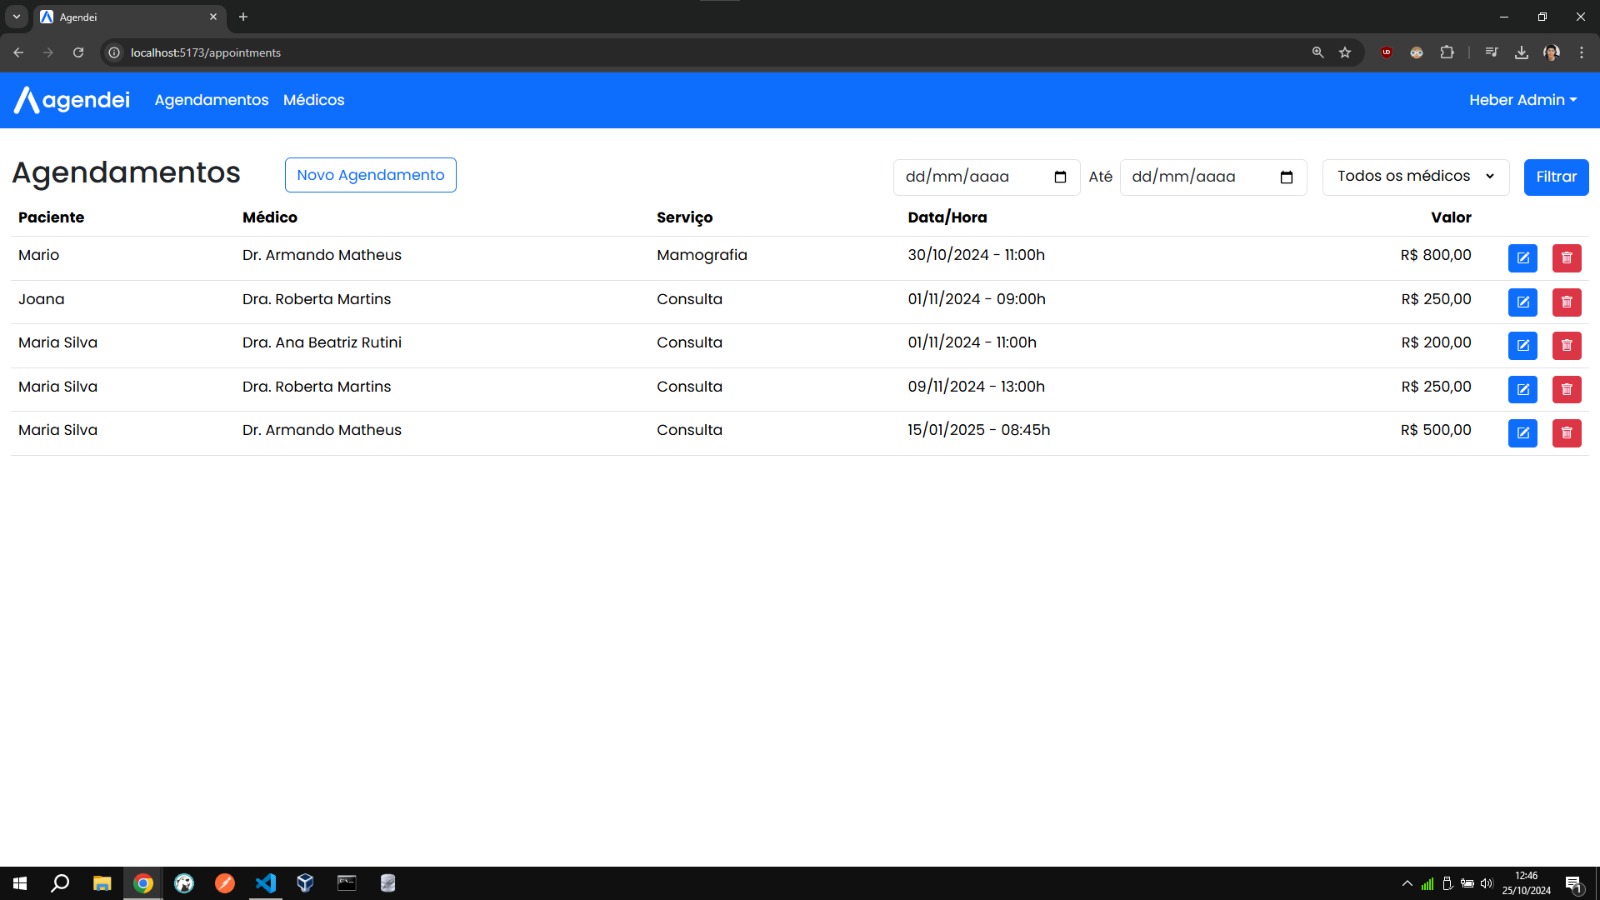 Agendei
localhost:5173/appointments
agendei Agendamentos Médicos Heber Admin
Agendamentos Novo Agendamento dd/mm/aaaa Até dd/mm/aaaa Todos os médicos Filtrar
Paciente Médico Serviço Data/Hora Valor
Mario Dr. Armando Matheus Mamografia 30/10/2024 - 11:00h R$ 800,00
Joana Dra. Roberta Martins Consulta 01/11/2024 - 09:00h R$ 250,00
Maria Silva Dra. Ana Beatriz Rutini Consulta 01/11/2024 - 11:00h R$ 200,00
Maria Silva Dra. Roberta Martins Consulta 09/11/2024 - 13:00h R$ 250,00
Maria Silva Dr. Armando Matheus Consulta 15/01/2025 - 08:45h R$ 500,00
12:46
25/10/2024
1